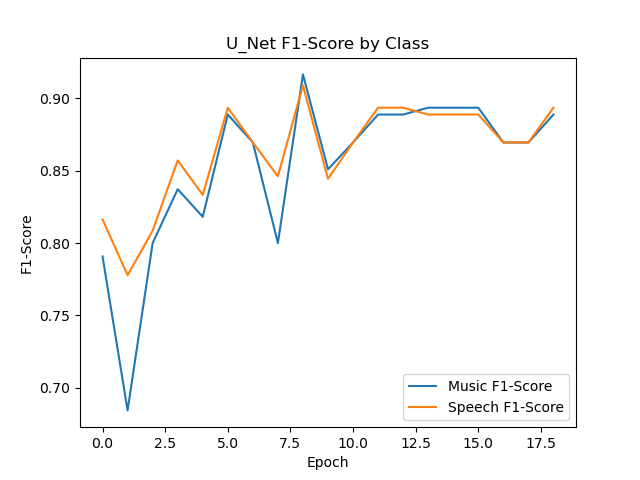 U_Net F1-Score by Class
F1-Score
0.90
0.85
0.80
0.75
0.70
Music F1-Score
Speech F1-Score
0.0 2.5 5.0 7.5 10.0 12.5 15.0 17.5
Epoch